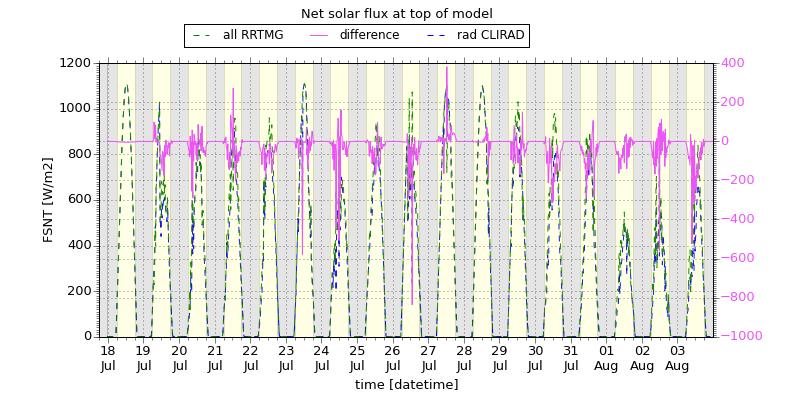 Net solar flux at top of model
all RRTMG difference rad CLIRAD
1200 400
1000 200
800 0
600 −200
400 −400
200 −600
0 −800
−1000
FSNT [W/m2]
18 19 20 21 22 23 24 25 26 27 28 29 30 31 01 02 03
Jul Jul Jul Jul Jul Jul Jul Jul Jul Jul Jul Jul Jul Jul Aug Aug Aug
time [datetime]